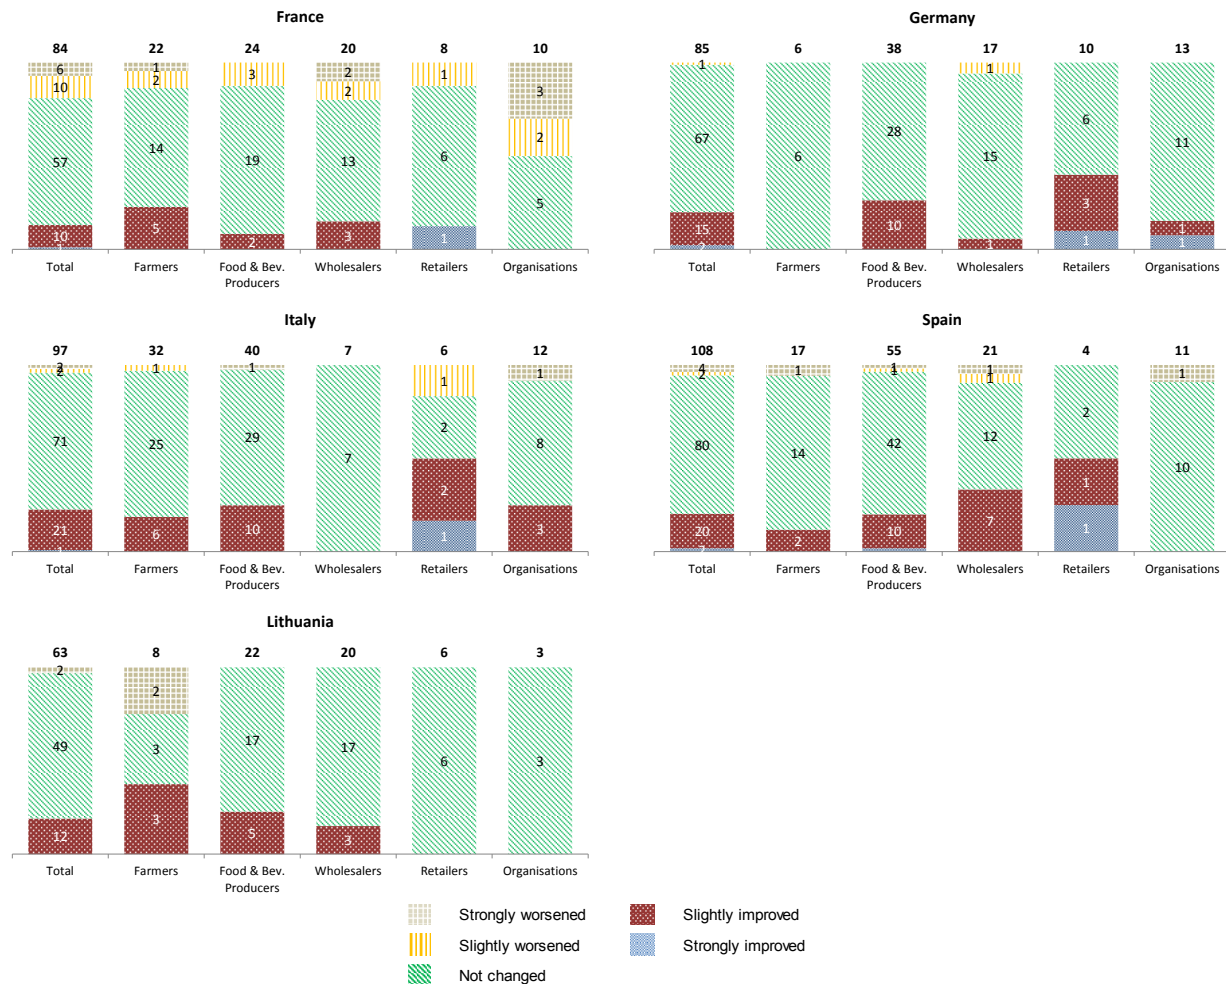 France
84 22 24 20 8 10
6 1 3 2 1 3
10 2 2 2
57 14 19 13 6 5
10 5 2 3 1
1
Total Farmers Food & Bev. Wholesalers Retailers Organisations
Producers
Germany
85 6 38 17 10 13
1 1
67 6 28 15 6 11
15 10 1 3 1
2 1 1
Total Farmers Food & Bev. Wholesalers Retailers Organisations
Producers
Italy
97 32 40 7 6 12
2 1 1 1 1
2
71 25 29 7 2 8
21 6 10 2 3
1 1
Total Farmers Food & Bev. Wholesalers Retailers Organisations
Producers
Spain
108 17 55 21 4 11
4 1 1 1 1
2 1 1
80 14 42 12 2 10
20 2 10 7 1
2 1
Total Farmers Food & Bev. Wholesalers Retailers Organisations
Producers
Lithuania
63 8 22 20 6 3
2 2
49 3 17 17 6 3
12 3 5 3
Total Farmers Food & Bev. Wholesalers Retailers Organisations
Producers
Strongly worsened Slightly improved
Slightly worsened Strongly improved
Not changed